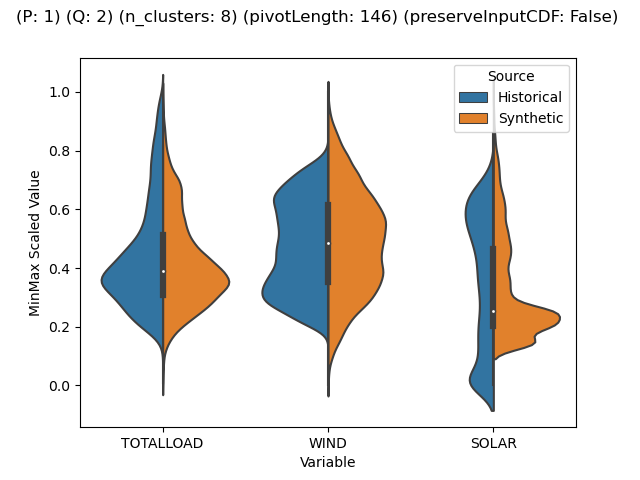 (P: 1) (Q: 2) (n_clusters: 8) (pivotLength: 146) (preserveInputCDF: False)
Source
Historical
Synthetic
1.0
0.8
0.6
0.4
0.2
0.0
MinMax Scaled Value
TOTALLOAD WIND SOLAR
Variable